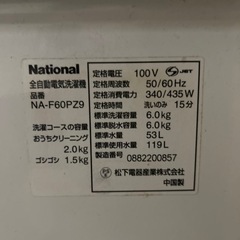 National
全自動電気洗濯機
品番
NA-F60PZ9
洗濯コースの容量
おうちクリーニング
2.0kg
ゴシゴシ 1.5kg
定格電圧 100V JET
定格周波数 50/60Hz
定格消費電力 340/435W
定格時間 洗いのみ 15分
標準洗濯容量 6.0kg
標準脱水容量 6.0kg
標準水量 53L
標準使用水量 119L
製造番号 0882200857
松下電器産業株式会社
中国製